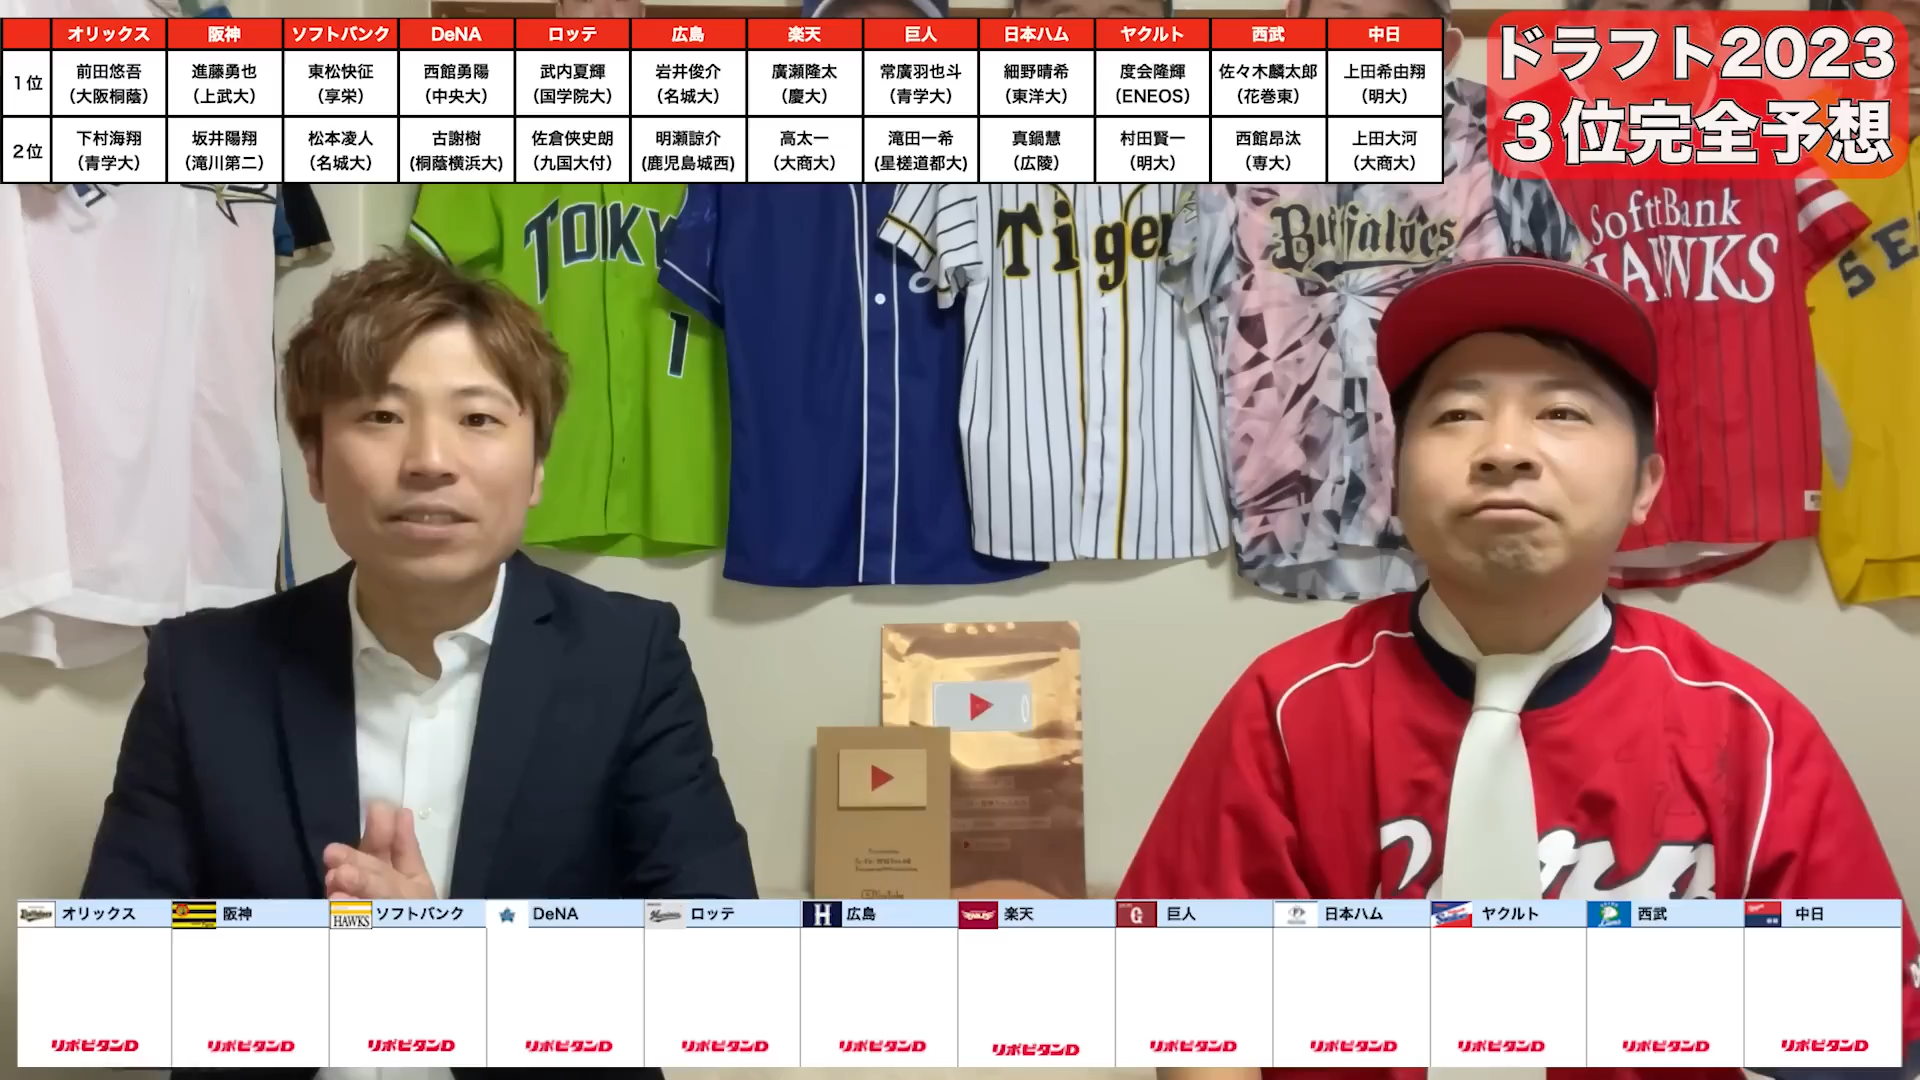 オリックス 阪神 ソフトバンク DeNA ロッテ 広島 楽天 巨人 日本ハム ヤクルト 西武 中日
1位 前田悠吾 進藤勇也 東松快征 西館勇陽 武内夏輝 岩井俊介 廣瀬隆太 常廣羽也斗 細野晴希 度会隆輝 佐々木麟太郎 上田希由翔
（大阪桐蔭） （上武大） （享栄） （中央大） （国学院大） （名城大） （慶大） （青学大） （東洋大） （ENEOS） （花巻東） （明大）
2位 下村海翔 坂井陽翔 松本凌人 古謝樹 佐倉侠史朗 明瀬諒介 高太一 滝田一希 真鍋慧 村田賢一 西館昂汰 上田大河
（青学大） （滝川第二） （名城大） （桐蔭横浜大） （九国大付） （鹿児島城西） （大商大） （星槎道都大） （広陵） （明大） （専大） （大商大）
ドラフト2023
3位完全予想
TOKY
1
Tiger
Buffaloes
SoftBank
HAWKS
SE
オリックス 阪神 HAWKS ソフトバンク DeNA ロッテ H 広島 楽天 G 巨人 日本ハム ヤクルト 西武 中日
リポビタンD リポビタンD リポビタンD リポビタンD リポビタンD リポビタンD リポビタンD リポビタンD リポビタンD リポビタンD リポビタンD リポビタンD